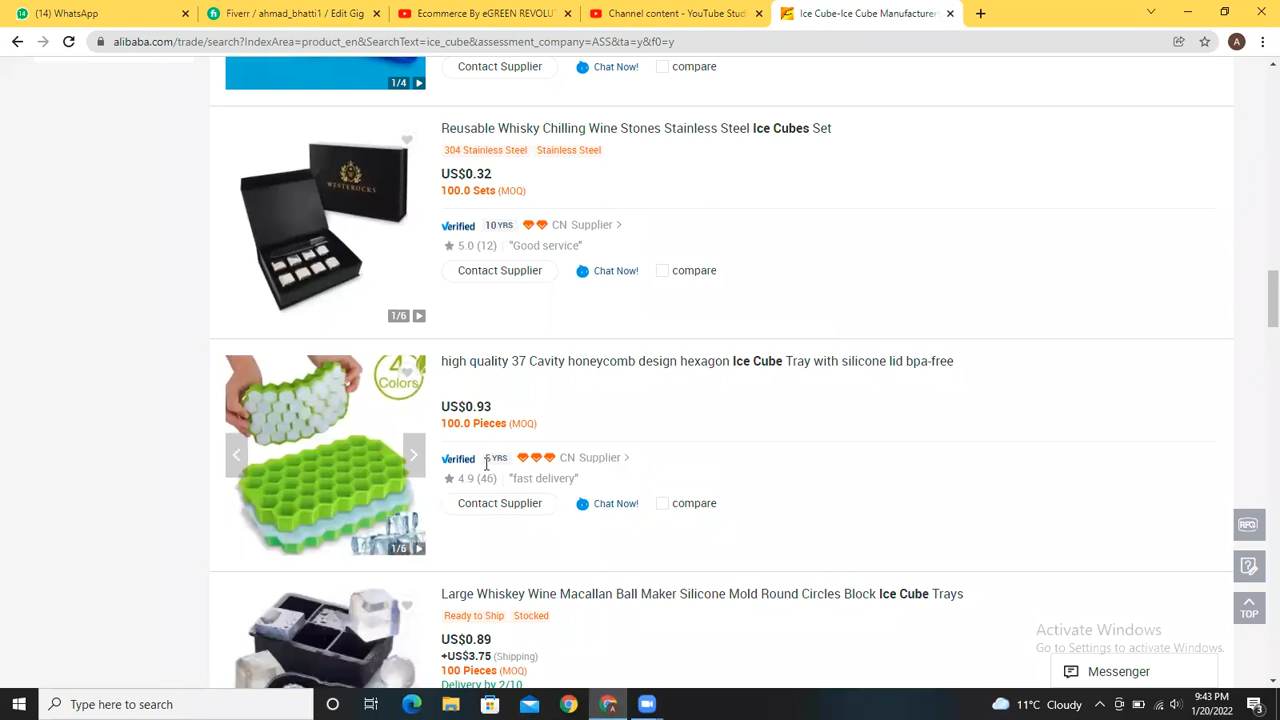 (14) WhatsApp
Fiverr / ahmad_bhatti1 / Edit Gig
Ecommerce By eGREEN REVOLU
Channel content - YouTube Stud
Ice Cube-Ice Cube Manufacturers,
alibaba.com/trade/search?IndexArea=product_en&SearchText=ice_cube&assessment_company=ASS&ta=y&f0=y
A
1/4
Contact Supplier Chat Now! compare
Reusable Whisky Chilling Wine Stones Stainless Steel Ice Cubes Set
304 Stainless Steel Stainless Steel
US$0.32
100.0 Sets (MOQ)
WESTEROCKS
Verified 10 YRS CN Supplier >
5.0 (12) "Good service"
Contact Supplier Chat Now! compare
1/6
high quality 37 Cavity honeycomb design hexagon Ice Cube Tray with silicone lid bpa-free
4
Colors
US$0.93
100.0 Pieces (MOQ)
Verified YRS CN Supplier >
4.9 (46) "fast delivery"
Contact Supplier Chat Now! compare
1/6
RFQ
TOP
Large Whiskey Wine Macallan Ball Maker Silicone Mold Round Circles Block Ice Cube Trays
Ready to Ship Stocked
US$0.89
+US$3.75 (Shipping)
100 Pieces (MOQ)
Delivery by 2/10
Activate Windows
Go to Settings to activate Windows.
Messenger
Type here to search
11°C Cloudy
9:43 PM
1/20/2022
3